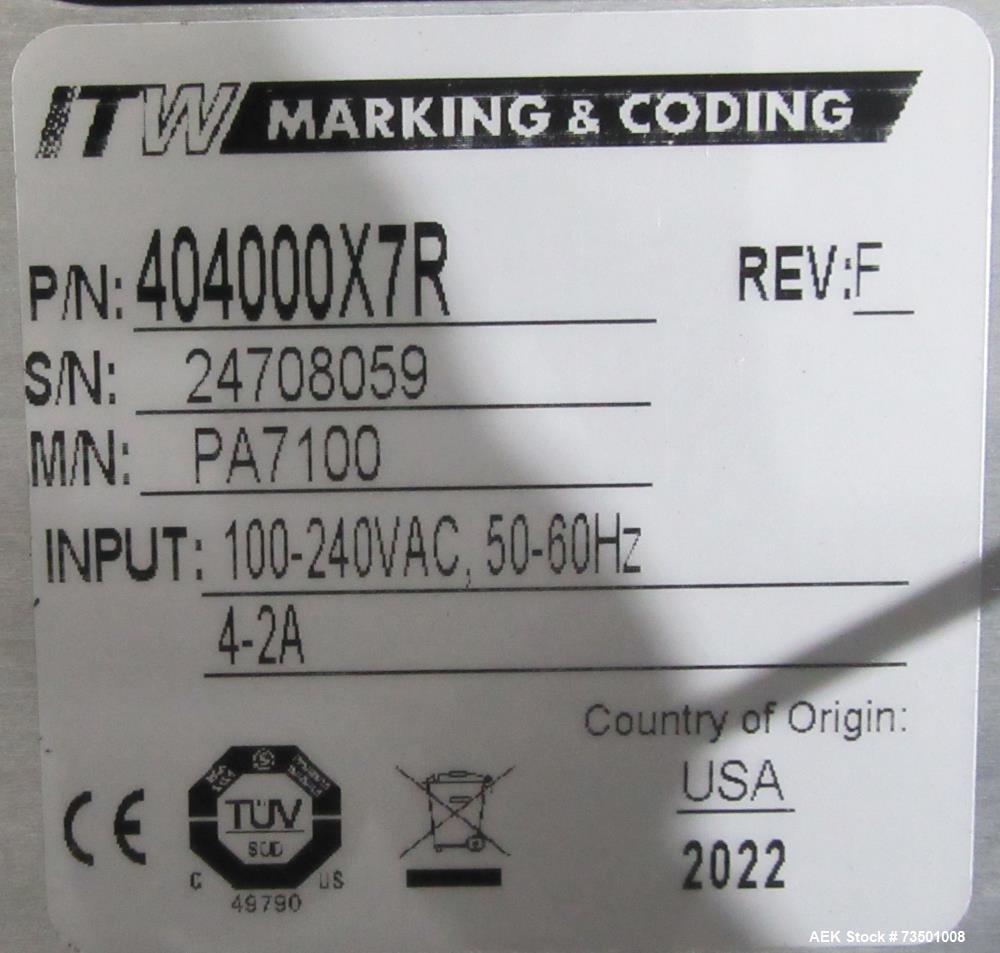 ITW MARKING & CODING
P/N: 404000X7R REV: F
S/N: 24708059
M/N: PA7100
INPUT: 100-240VAC, 50-60Hz
4-2A
Country of Origin:
USA
2022
CE
TÜV
SÜD
C US
49790
AEK Stock # 73501008